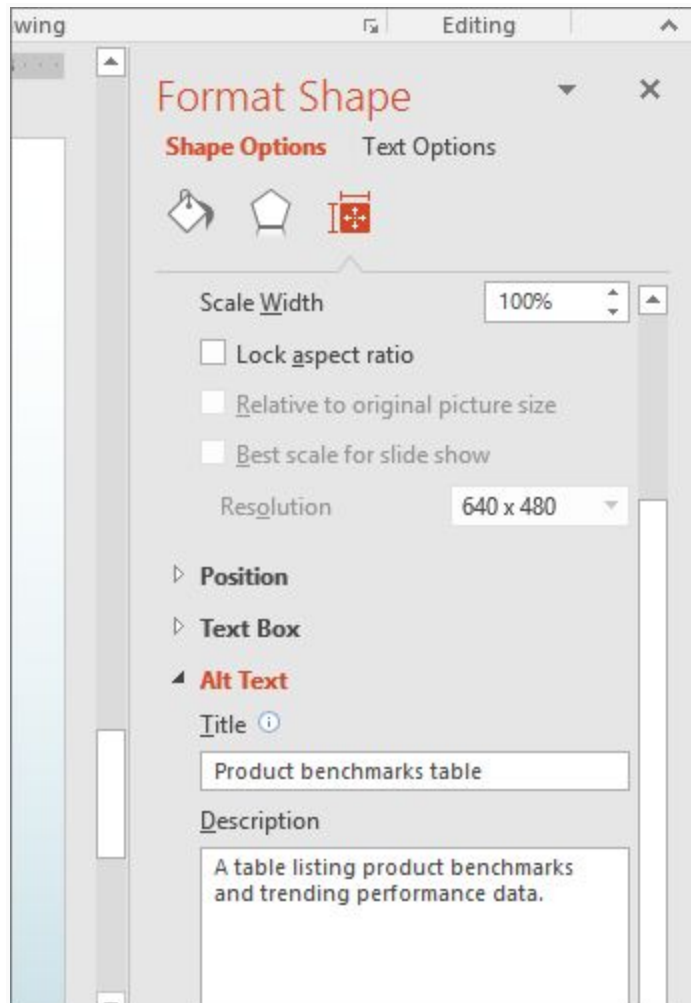 wing
Editing
Format Shape
Shape Options Text Options
Scale Width 100%
Lock aspect ratio
Relative to original picture size
Best scale for slide show
Resolution 640 x 480
Position
Text Box
Alt Text
Title
Product benchmarks table
Description
A table listing product benchmarks
and trending performance data.